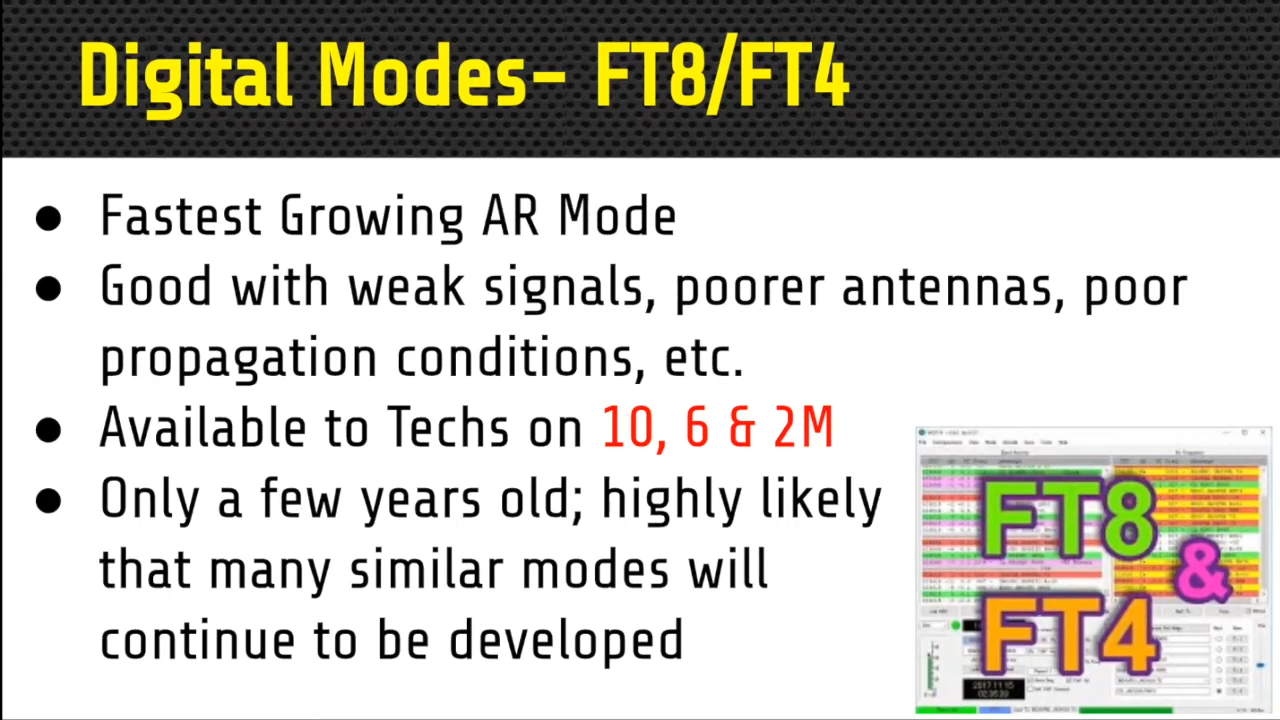 Digital Modes- FT8/FT4
● Fastest Growing AR Mode
● Good with weak signals, poorer antennas, poor
propagation conditions, etc.
● Available to Techs on 10, 6 & 2M
● Only a few years old; highly likely
that many similar modes will
continue to be developed
FT8
&
FT4